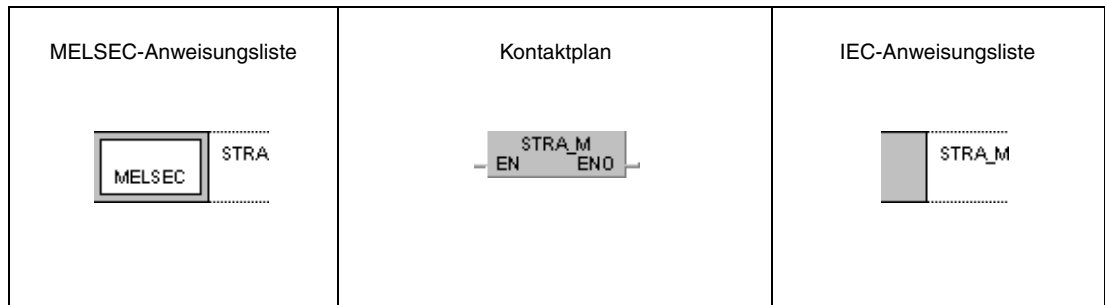 MELSEC-Anweisungsliste
Kontaktplan
IEC-Anweisungsliste
MELSEC
STRA
STRA_M
EN ENO
STRA_M